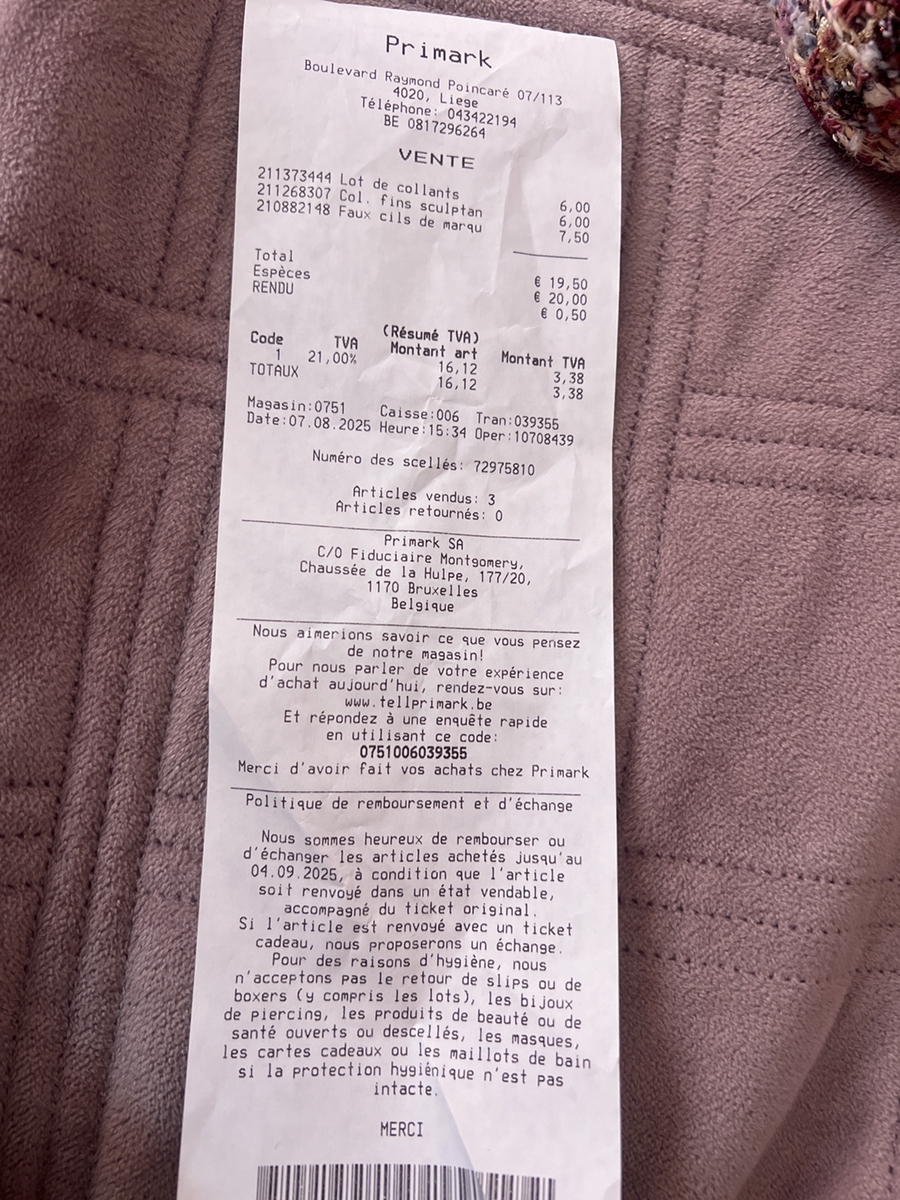 Primark
Boulevard Raymond Poincaré 07/113
4020, Liege
Téléphone: 043422194
BE 0817296264
VENTE
211373444 Lot de collants 6,00
211268307 Col. fins sculptan 6,00
210882148 Faux cils de marqu 7,50
Total € 19,50
Espèces € 20,00
RENDU € 0,50
(Résumé TVA)
Code TVA Montant art Montant TVA
1 21,00% 16,12 3,38
TOTAUX 16,12 3,38
Magasin:0751 Caisse:006 Tran:039355
Date:07.08.2025 Heure:15:34 Oper:10708439
Numéro des scellés: 72975810
Articles vendus: 3
Articles retournés: 0
Primark SA
C/O Fiduciaire Montgomery,
Chaussée de la Hulpe, 177/20,
1170 Bruxelles
Belgique
Nous aimerions savoir ce que vous pensez
de notre magasin!
Pour nous parler de votre expérience
d'achat aujourd'hui, rendez-vous sur:
www.tellprimark.be
Et répondez à une enquête rapide
en utilisant ce code:
0751006039355
Merci d'avoir fait vos achats chez Primark
Politique de remboursement et d'échange
Nous sommes heureux de rembourser ou
d'échanger les articles achetés jusqu'au
04.09.2025, à condition que l'article
soit renvoyé dans un état vendable,
accompagné du ticket original.
Si l'article est renvoyé avec un ticket
cadeau, nous proposerons un échange.
Pour des raisons d'hygiène, nous
n'acceptons pas le retour de slips ou de
boxers (y compris les lots), les bijoux
de piercing, les produits de beauté ou de
santé ouverts ou descellés, les masques,
les cartes cadeaux ou les maillots de bain
si la protection hygiénique n'est pas
intacte.
MERCI